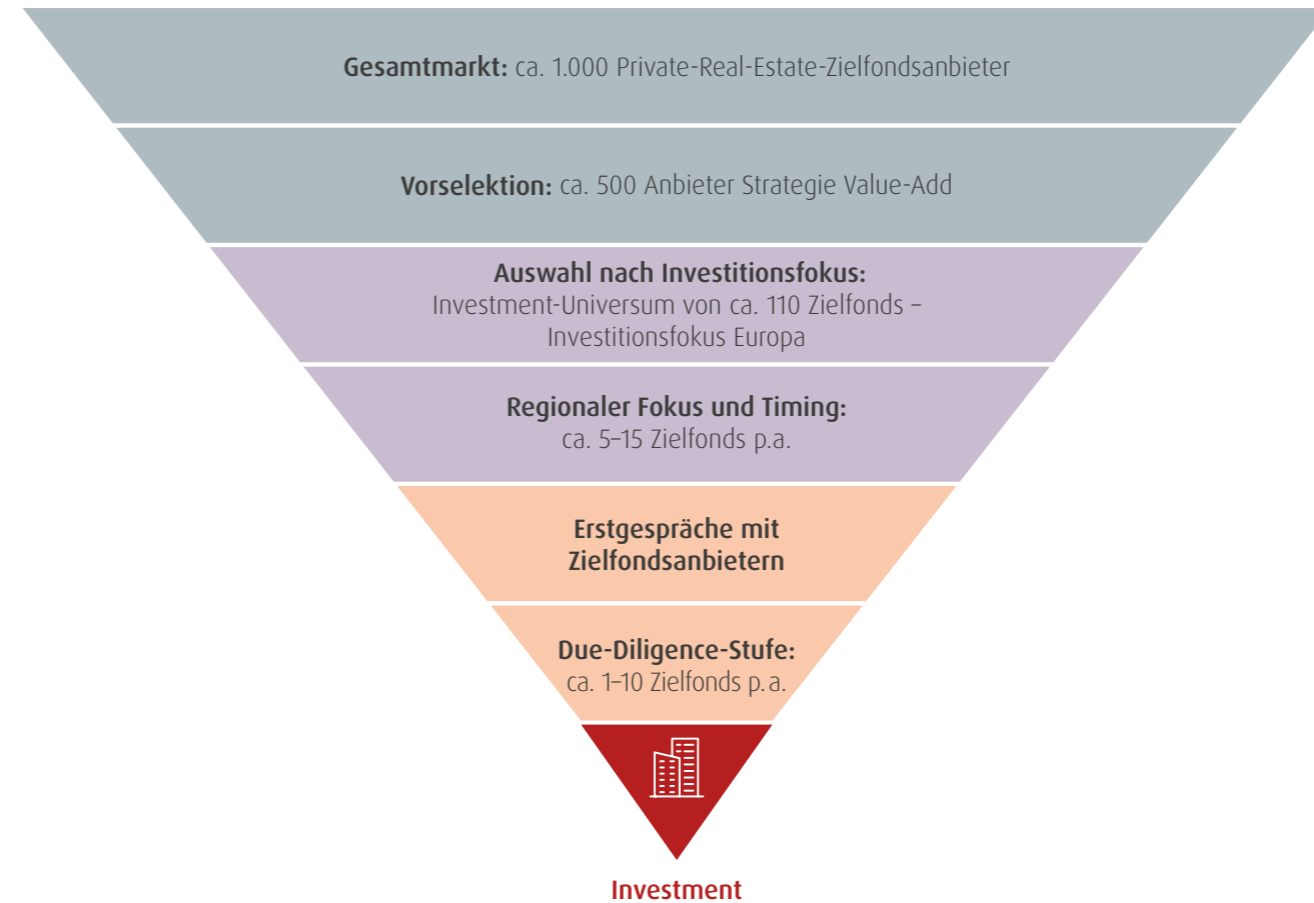 Gesamtmarkt: ca. 1.000 Private-Real-Estate-Zielfondsanbieter
Vorselektion: ca. 500 Anbieter Strategie Value-Add
Auswahl nach Investitionsfokus:
Investment-Universum von ca. 110 Zielfonds –
Investitionsfokus Europa
Regionaler Fokus und Timing:
ca. 5–15 Zielfonds p.a.
Erstgespräche mit
Zielfondsanbietern
Due-Diligence-Stufe:
ca. 1–10 Zielfonds p. a.
Investment